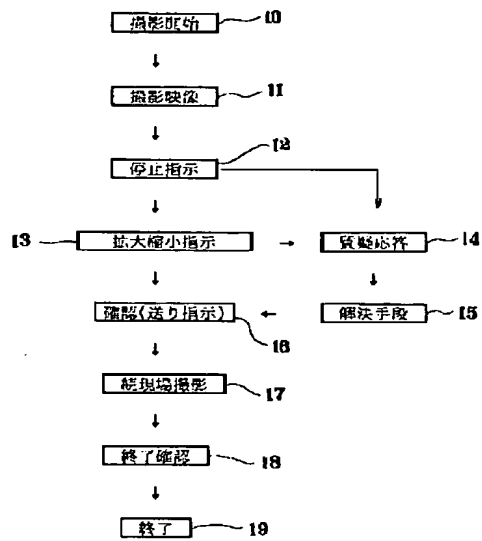 撮影開始 10
撮影映像 11
停止指示 12
13 拡大縮小指示
質疑応答 14
確認(送り指示) 16
解決手段 15
続現場撮影 17
終了確認 18
終了 19